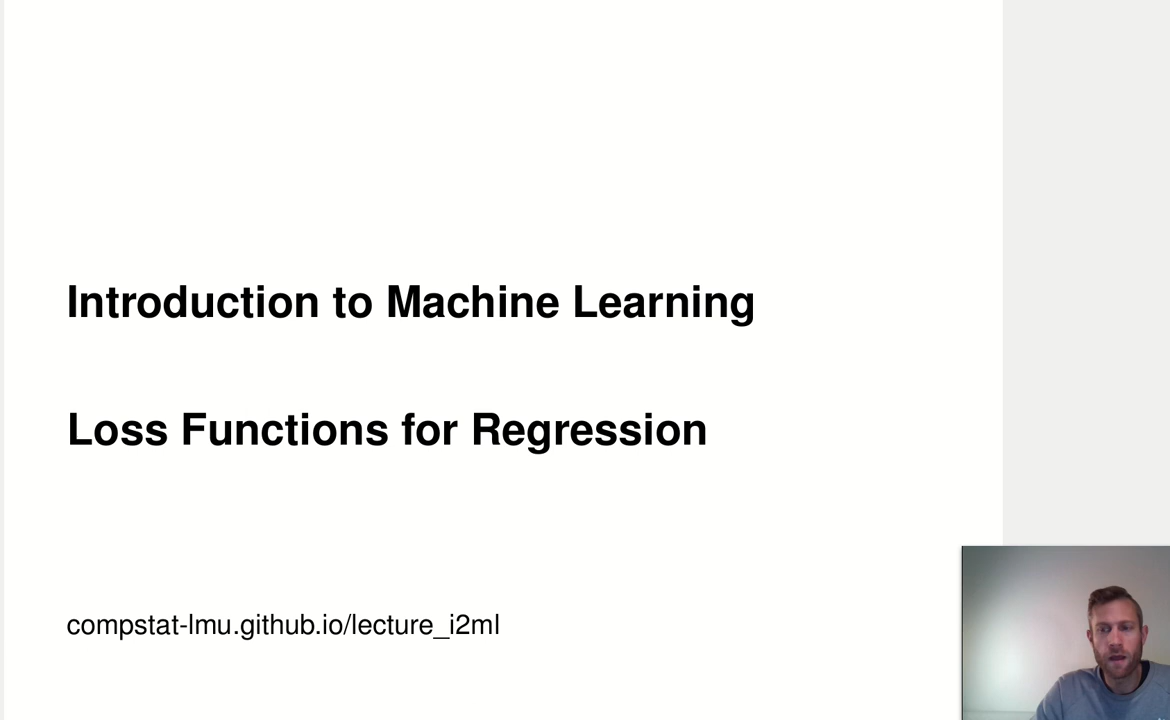 Introduction to Machine Learning
Loss Functions for Regression
compstat-lmu.github.io/lecture_i2ml